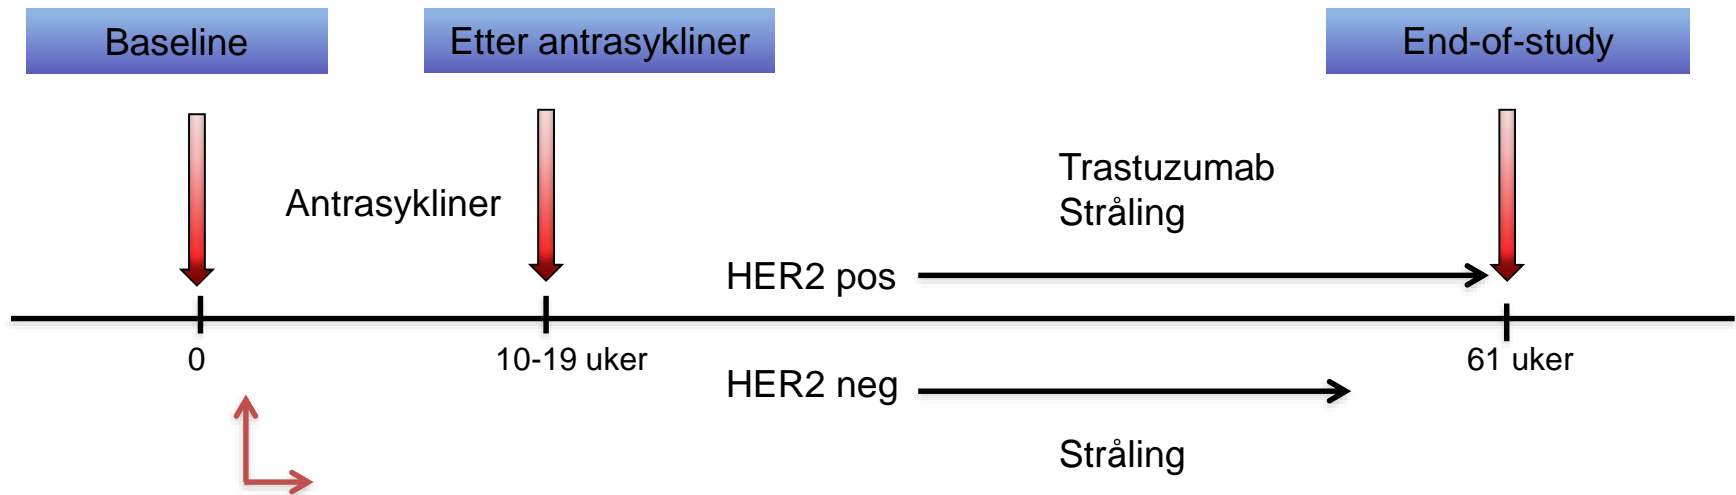 Baseline
Etter antrasykliner
End-of-study
Antrasykliner
Trastuzumab
Stråling
HER2 pos
0
10-19 uker
61 uker
HER2 neg
Stråling